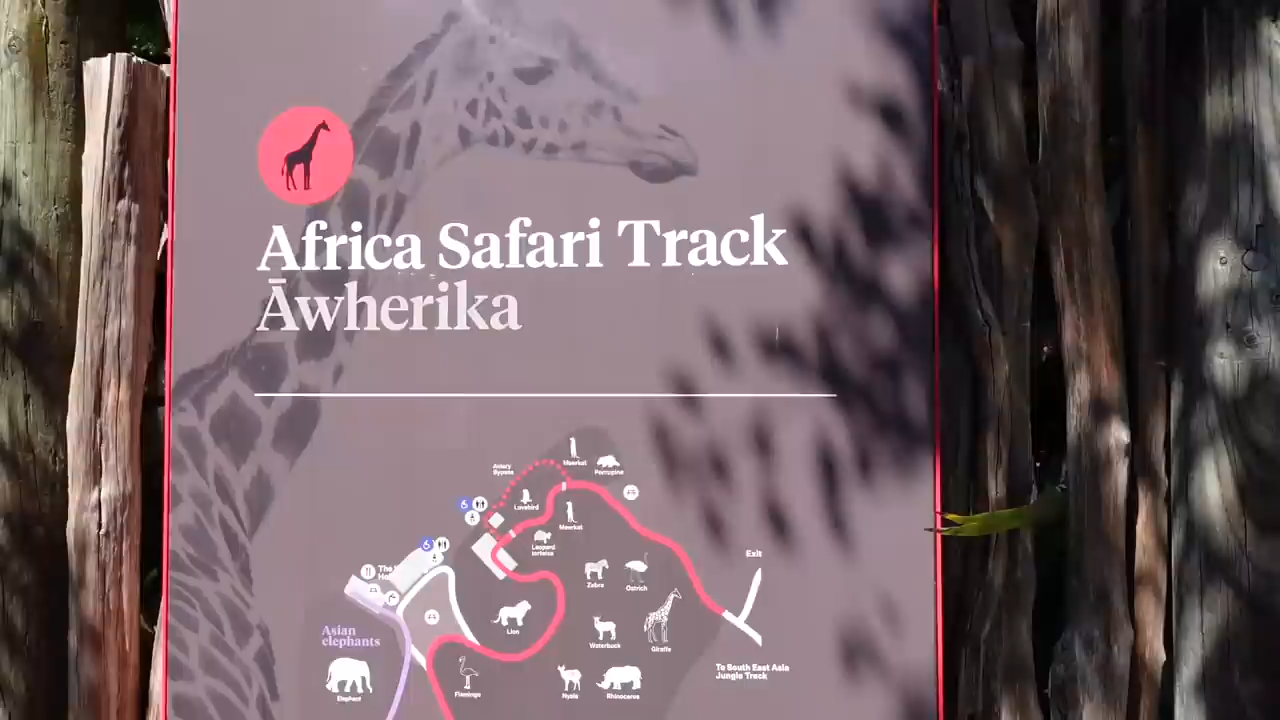 Africa Safari Track
Āwherika
Meerkat
Porcupine
Aviary
Bypass
Lovebird
Meerkat
Leopard
tortoise
Exit
Zebra
Ostrich
The
Lion
Asian
elephants
Waterbuck
Giraffe
To South East Asia
Jungle Track
Elephant
Flamingo
Nyala
Rhinoceros